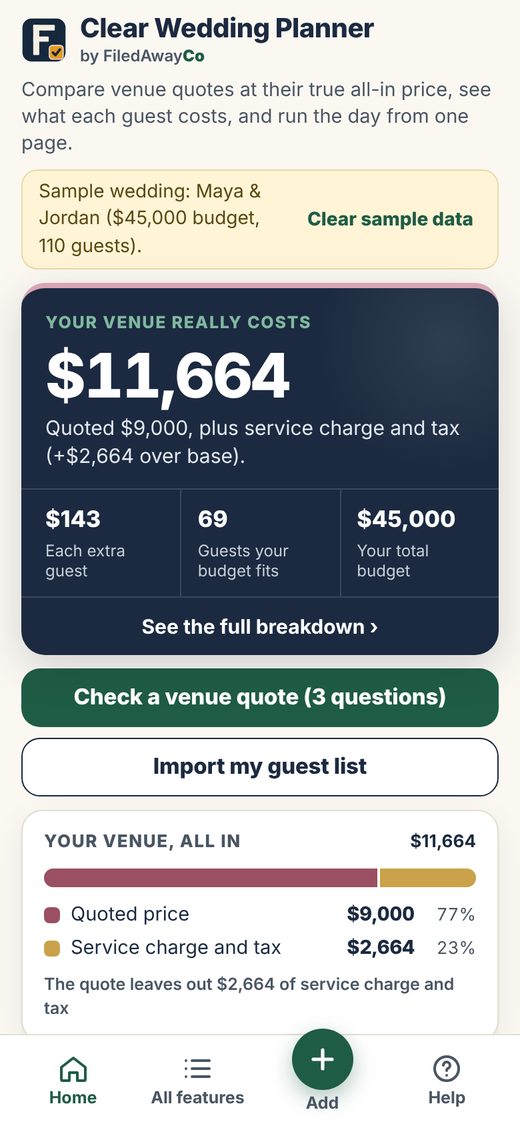 F
Clear Wedding Planner
by FiledAwayCo
Compare venue quotes at their true all-in price, see
what each guest costs, and run the day from one
page.
Sample wedding: Maya &
Jordan ($45,000 budget,
110 guests).
Clear sample data
YOUR VENUE REALLY COSTS
$11,664
Quoted $9,000, plus service charge and tax
(+$2,664 over base).
$143
Each extra
guest
69
Guests your
budget fits
$45,000
Your total
budget
See the full breakdown ›
Check a venue quote (3 questions)
Import my guest list
YOUR VENUE, ALL IN $11,664
Quoted price $9,000 77%
Service charge and tax $2,664 23%
The quote leaves out $2,664 of service charge and
tax
Home
All features
Add
Help